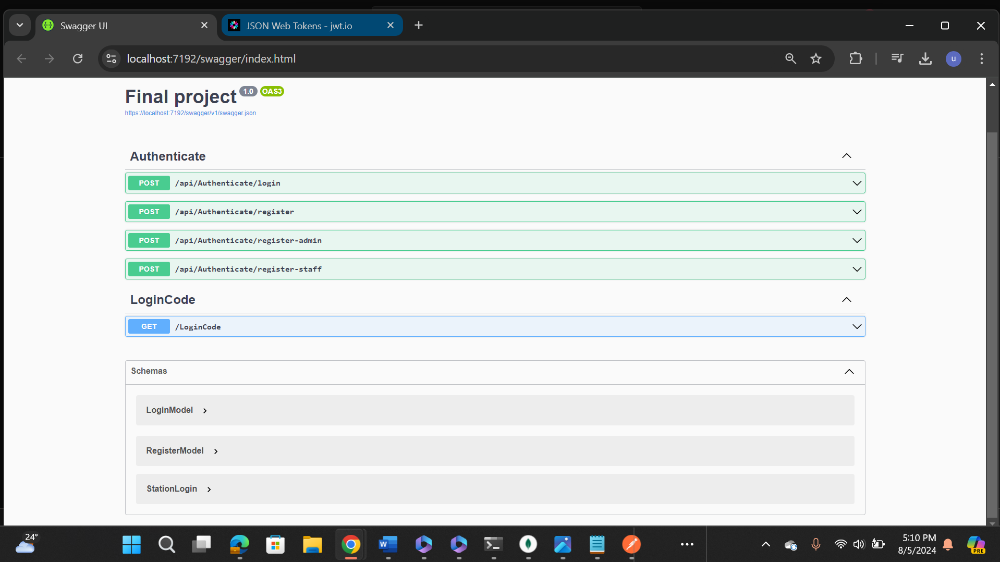 Swagger UI
JSON Web Tokens - jwt.io
localhost:7192/swagger/index.html
u
Final project 1.0 OAS3
https://localhost:7192/swagger/v1/swagger.json
Authenticate
POST /api/Authenticate/login
POST /api/Authenticate/register
POST /api/Authenticate/register-admin
POST /api/Authenticate/register-staff
LoginCode
GET /LoginCode
Schemas
LoginModel
RegisterModel
StationLogin
24°
W
5:10 PM
8/5/2024
PRE